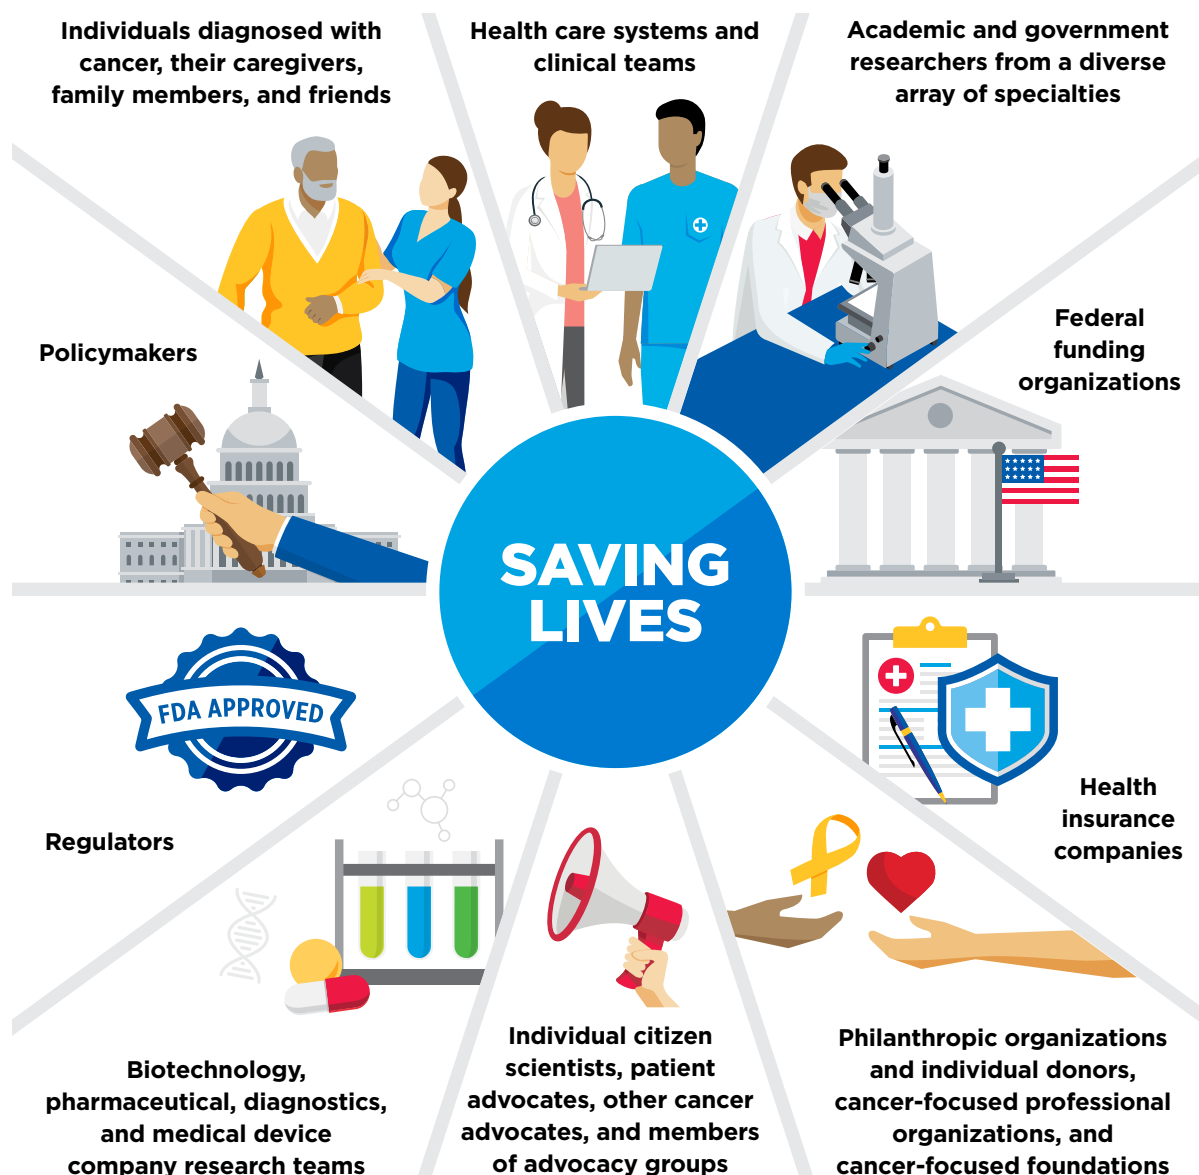 Individuals diagnosed with
cancer, their caregivers,
family members, and friends
Health care systems and
clinical teams
Academic and government
researchers from a diverse
array of specialties
Policymakers
Federal
funding
organizations
SAVING
LIVES
FDA APPROVED
Regulators
Health
insurance
companies
Biotechnology,
pharmaceutical, diagnostics,
and medical device
company research teams
Individual citizen
scientists, patient
advocates, other cancer
advocates, and members
of advocacy groups
Philanthropic organizations
and individual donors,
cancer-focused professional
organizations, and
cancer-focused foundations